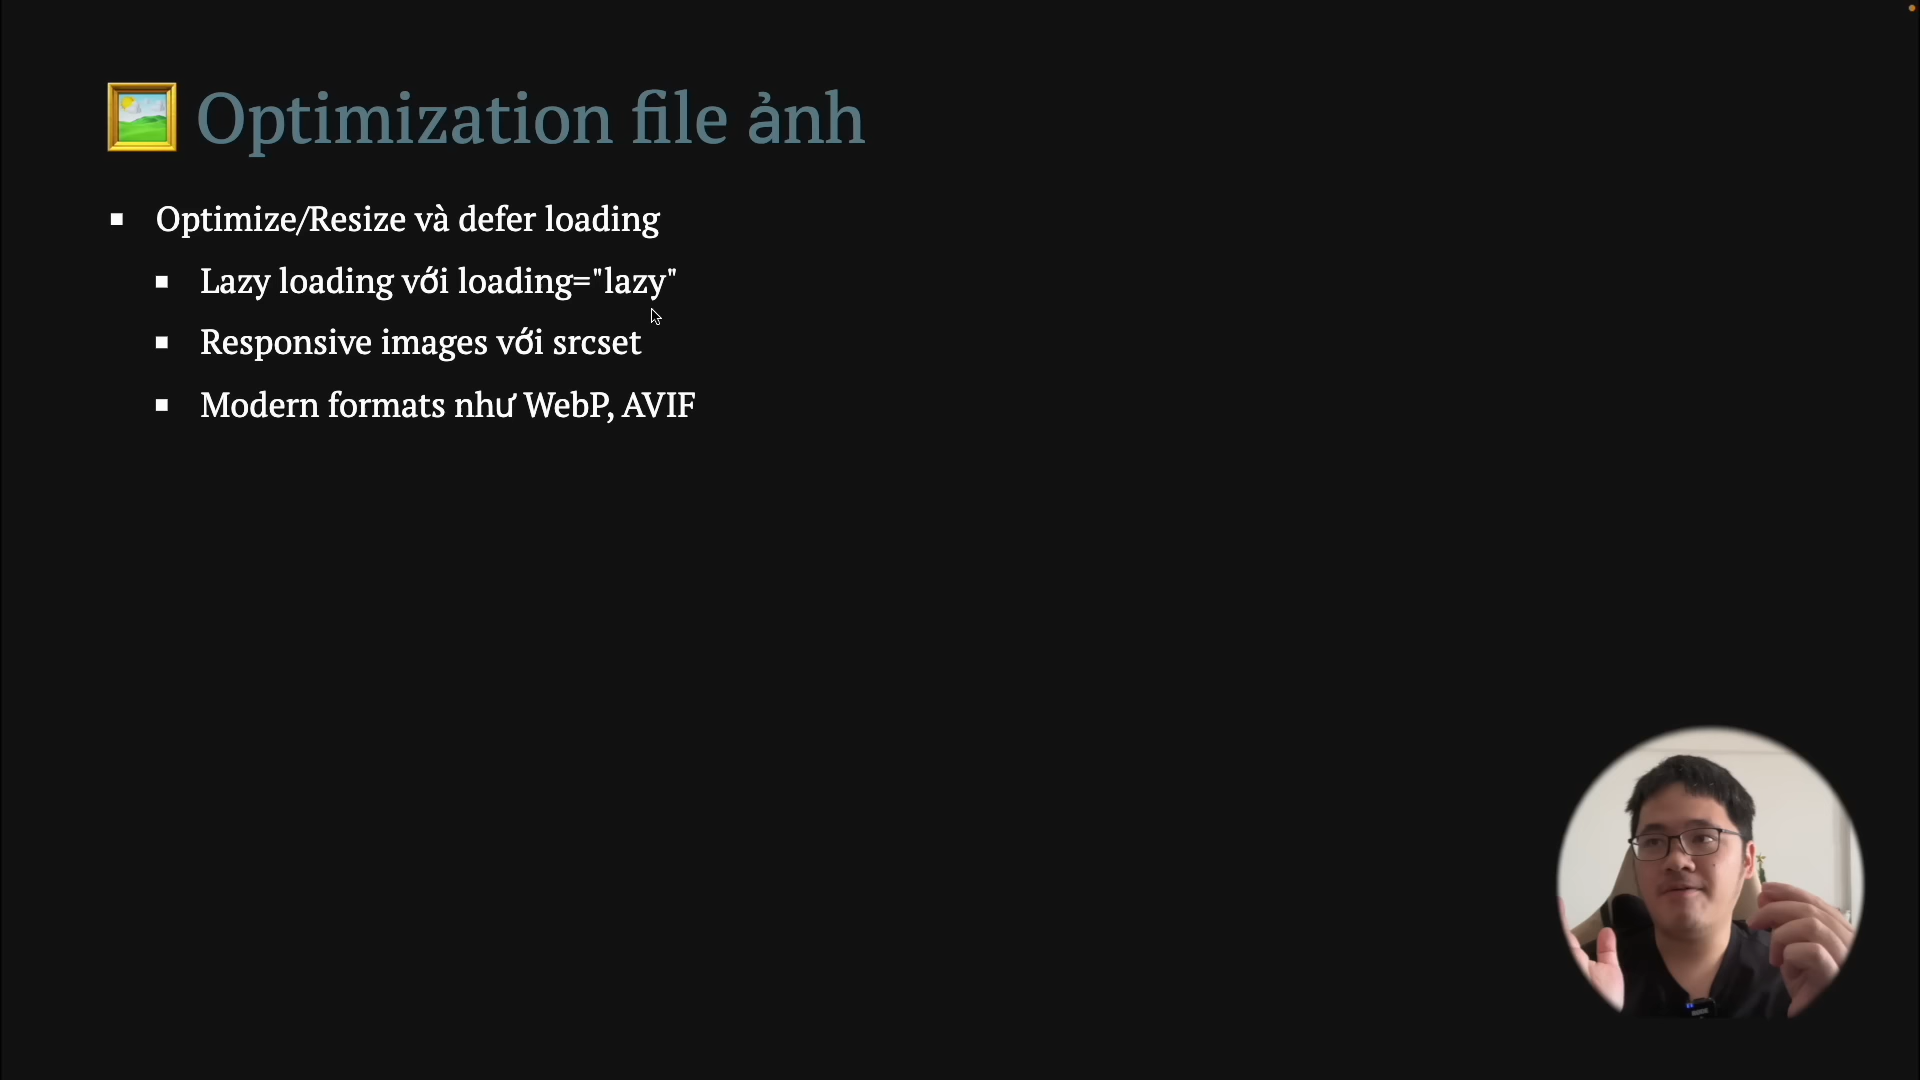 Optimization file ảnh
Optimize/Resize và defer loading
Lazy loading với loading="lazy"
Responsive images với srcset
Modern formats như WebP, AVIF